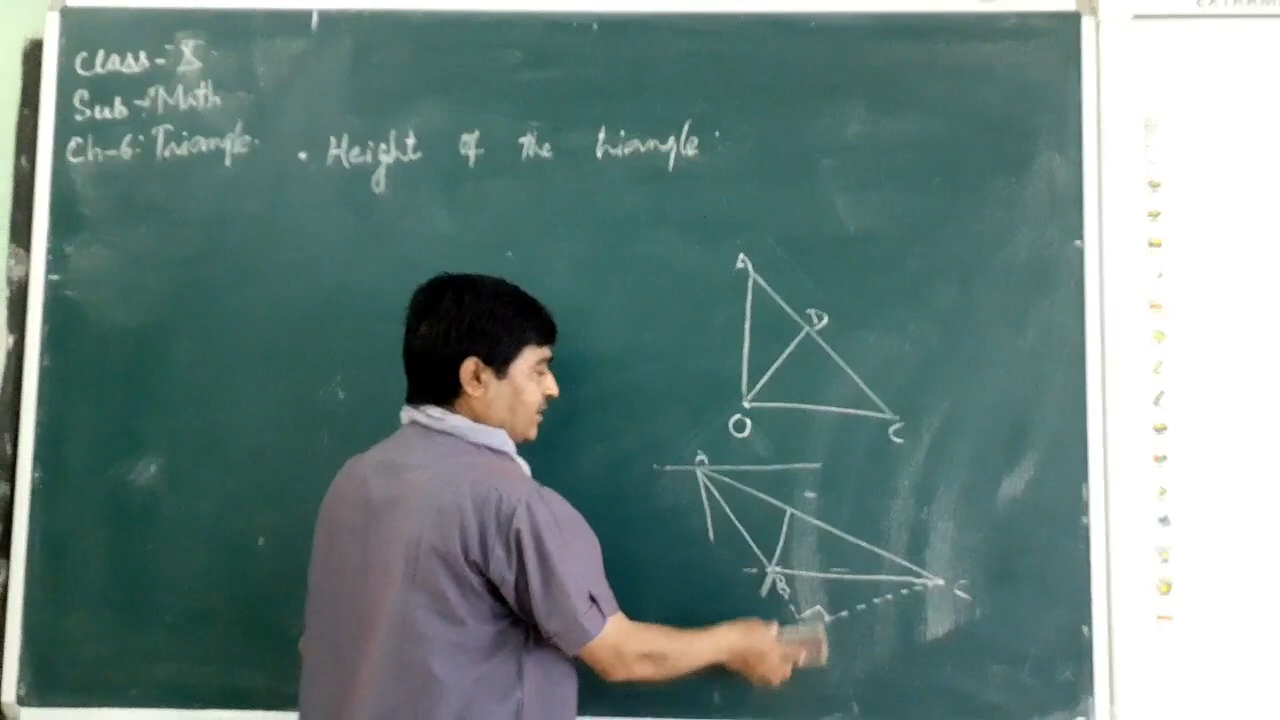 Class-X
Sub-Math
Ch-6: Triangle.
• Height of the triangle
A
D
O
C
A
B
C